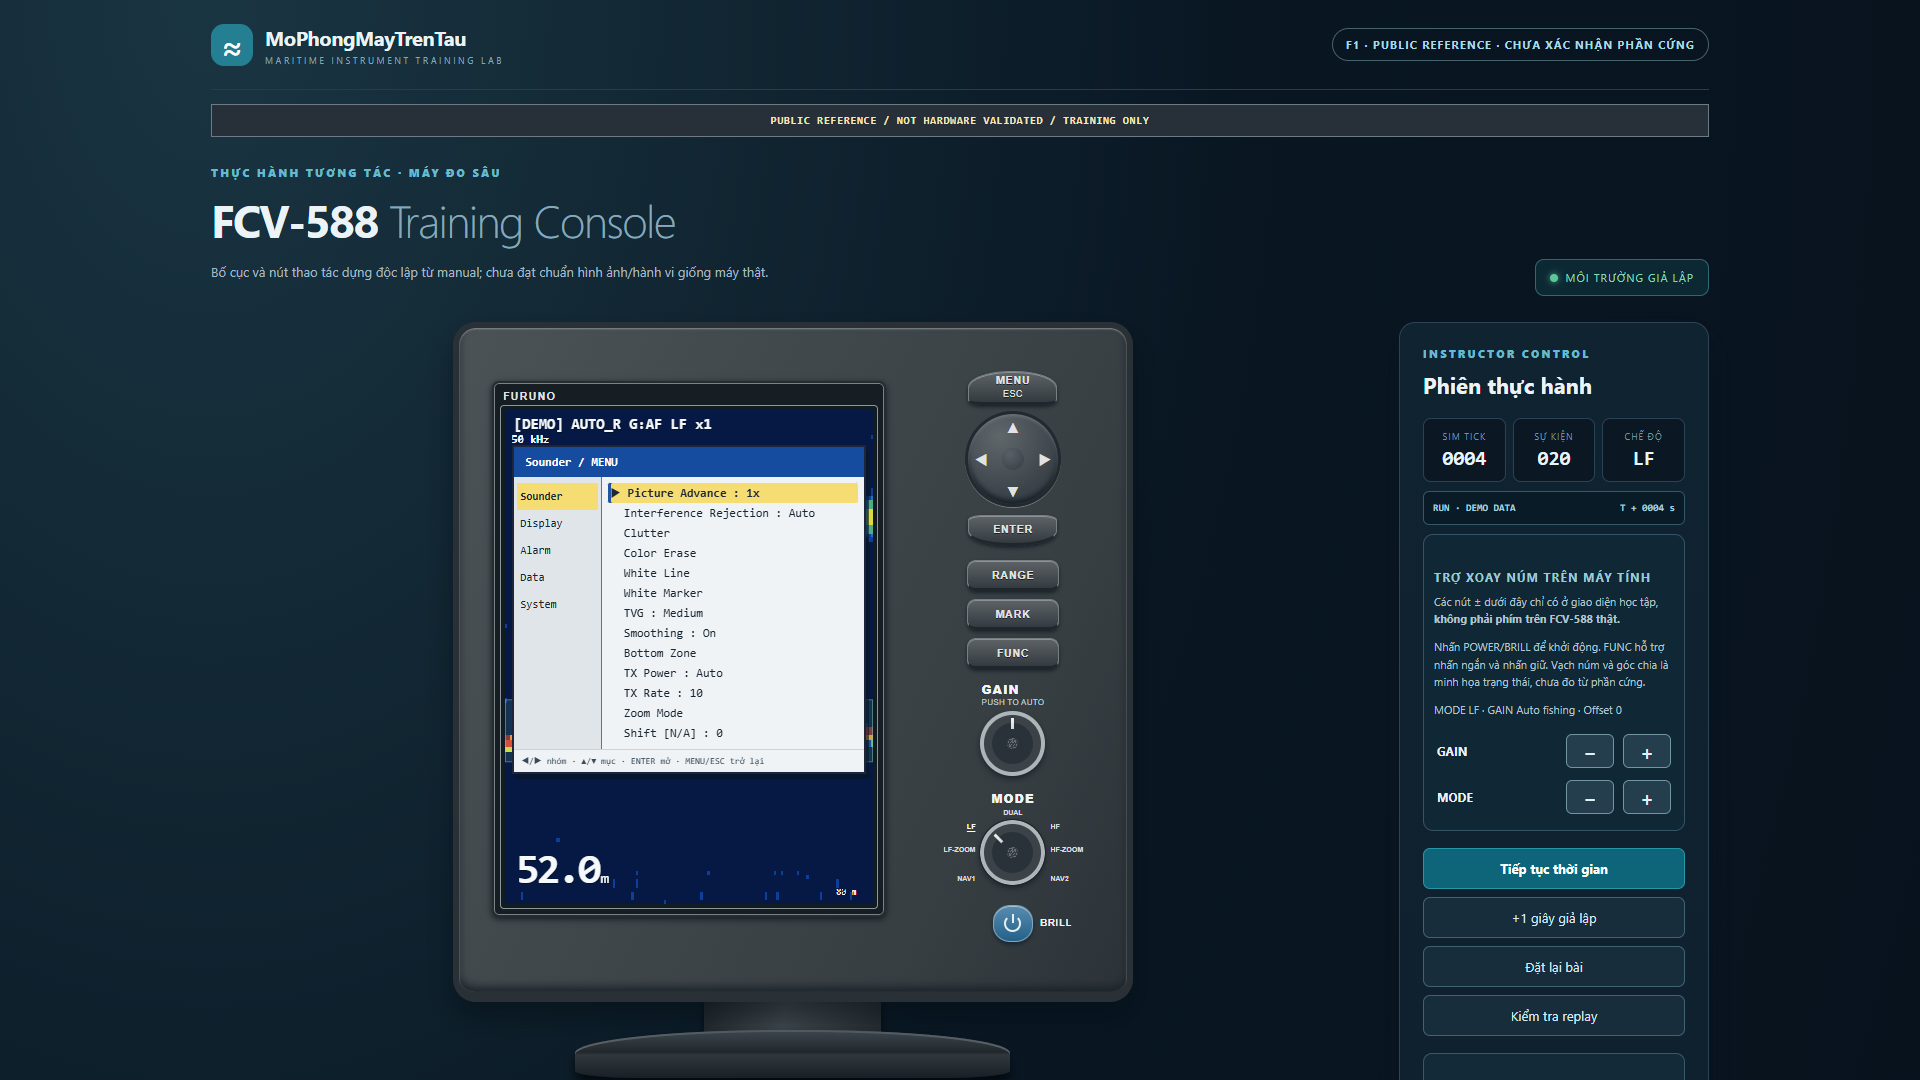 ≈
MoPhongMayTrenTau
MARITIME INSTRUMENT TRAINING LAB
F1 · PUBLIC REFERENCE · CHƯA XÁC NHẬN PHẦN CỨNG
PUBLIC REFERENCE / NOT HARDWARE VALIDATED / TRAINING ONLY
THỰC HÀNH TƯƠNG TÁC · MÁY ĐO SÂU
FCV-588 Training Console
Bố cục và nút thao tác dựng độc lập từ manual; chưa đạt chuẩn hình ảnh/hành vi giống máy thật.
MÔI TRƯỜNG GIẢ LẬP
FURUNO
[DEMO] AUTO_R G:AF LF x1
50 kHz
Sounder / MENU
Sounder
Display
Alarm
Data
System
▶ Picture Advance : 1x
Interference Rejection : Auto
Clutter
Color Erase
White Line
White Marker
TVG : Medium
Smoothing : On
Bottom Zone
TX Power : Auto
TX Rate : 10
Zoom Mode
Shift [N/A] : 0
◀/▶ nhóm · ▲/▼ mục · ENTER mở · MENU/ESC trở lại
52.0m
MENU
ESC
▲
◀ ▶
▼
ENTER
RANGE
MARK
FUNC
GAIN
PUSH TO AUTO
MODE
DUAL
LF HF
LF-ZOOM HF-ZOOM
NAV1 NAV2
BRILL
INSTRUCTOR CONTROL
Phiên thực hành
SIM TICK
0004
SỰ KIỆN
020
CHẾ ĐỘ
LF
RUN · DEMO DATA T + 0004 s
TRỢ XOAY NÚM TRÊN MÁY TÍNH
Các nút ± dưới đây chỉ có ở giao diện học tập,
không phải phím trên FCV-588 thật.
Nhấn POWER/BRILL để khởi động. FUNC hỗ trợ
nhấn ngắn và nhấn giữ. Vạch núm và góc chia là
minh họa trạng thái, chưa đo từ phần cứng.
MODE LF · GAIN Auto fishing · Offset 0
GAIN − +
MODE − +
Tiếp tục thời gian
+1 giây giả lập
Đặt lại bài
Kiểm tra replay